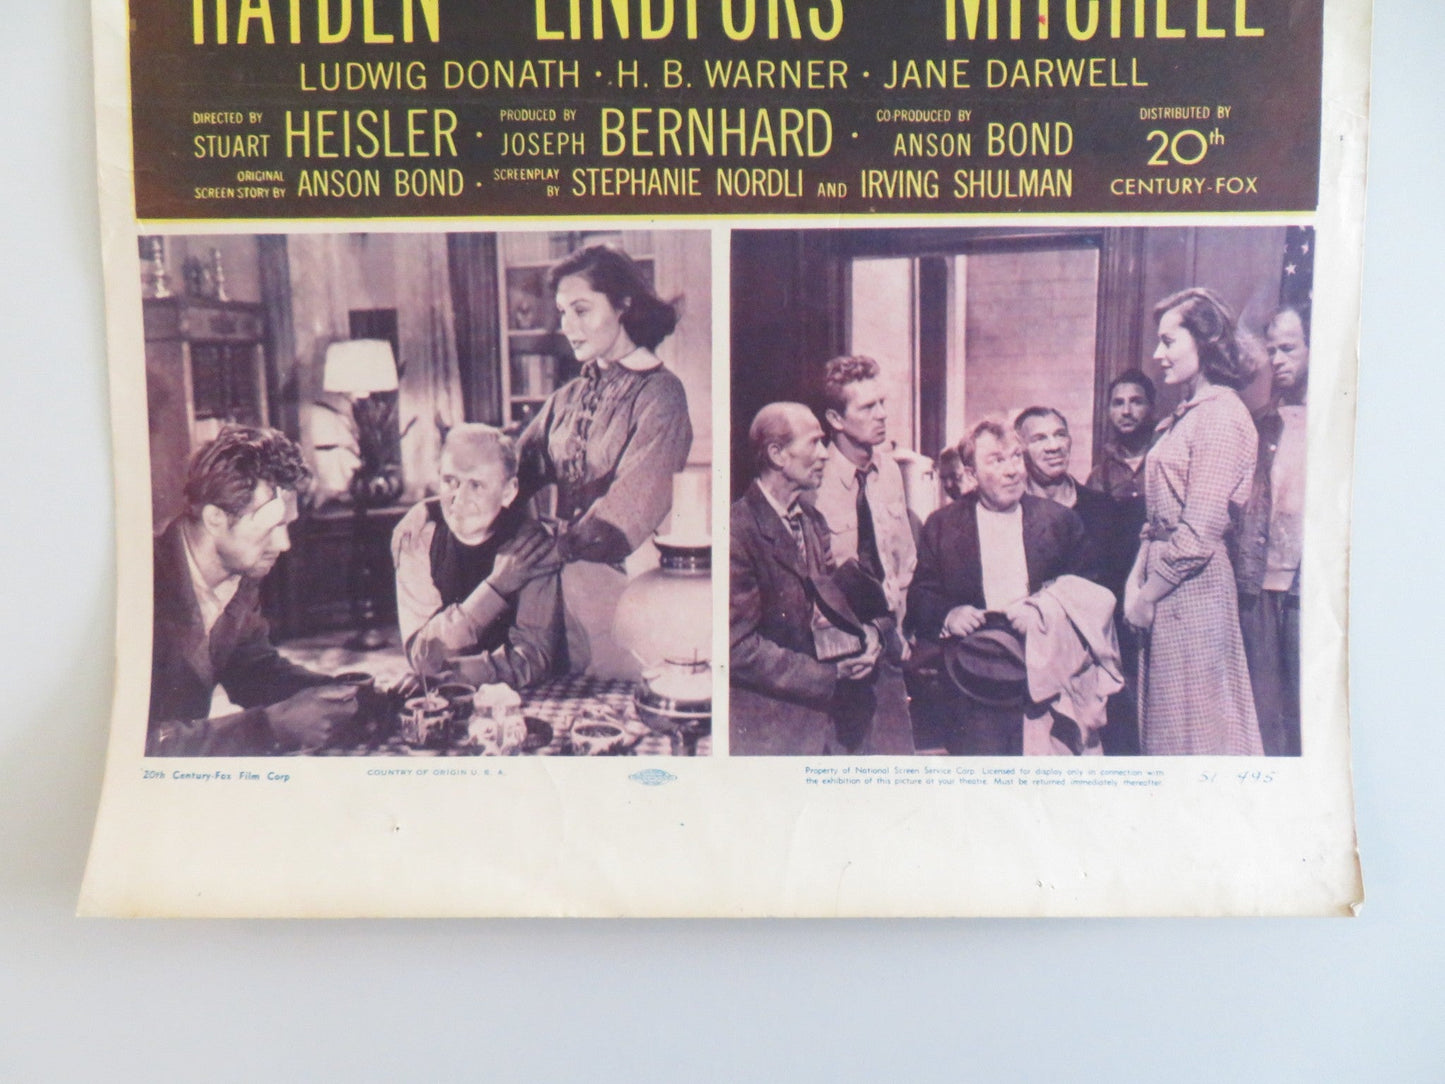 HAYDEN LINDFORS MITCHELL
LUDWIG DONATH · H. B. WARNER · JANE DARWELL
DIRECTED BY STUART HEISLER · PRODUCED BY JOSEPH BERNHARD · CO-PRODUCED BY ANSON BOND
ORIGINAL SCREEN STORY BY ANSON BOND · SCREENPLAY BY STEPHANIE NORDLI AND IRVING SHULMAN
DISTRIBUTED BY
20th
CENTURY-FOX
20th Century-Fox Film Corp
COUNTRY OF ORIGIN U. S. A.
Property of National Screen Service Corp. Licensed for display only in connection with
the exhibition of this picture at your theatre. Must be returned immediately thereafter.
51 495